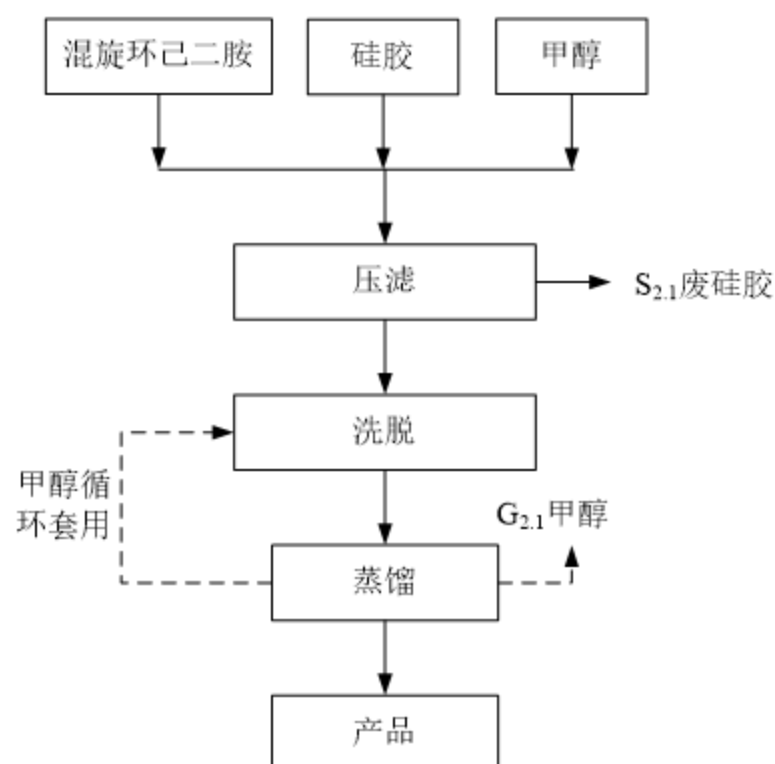 混旋环己二胺
硅胶
甲醇
压滤
S2.1废硅胶
洗脱
甲醇循
环套用
G2.1甲醇
蒸馏
产品